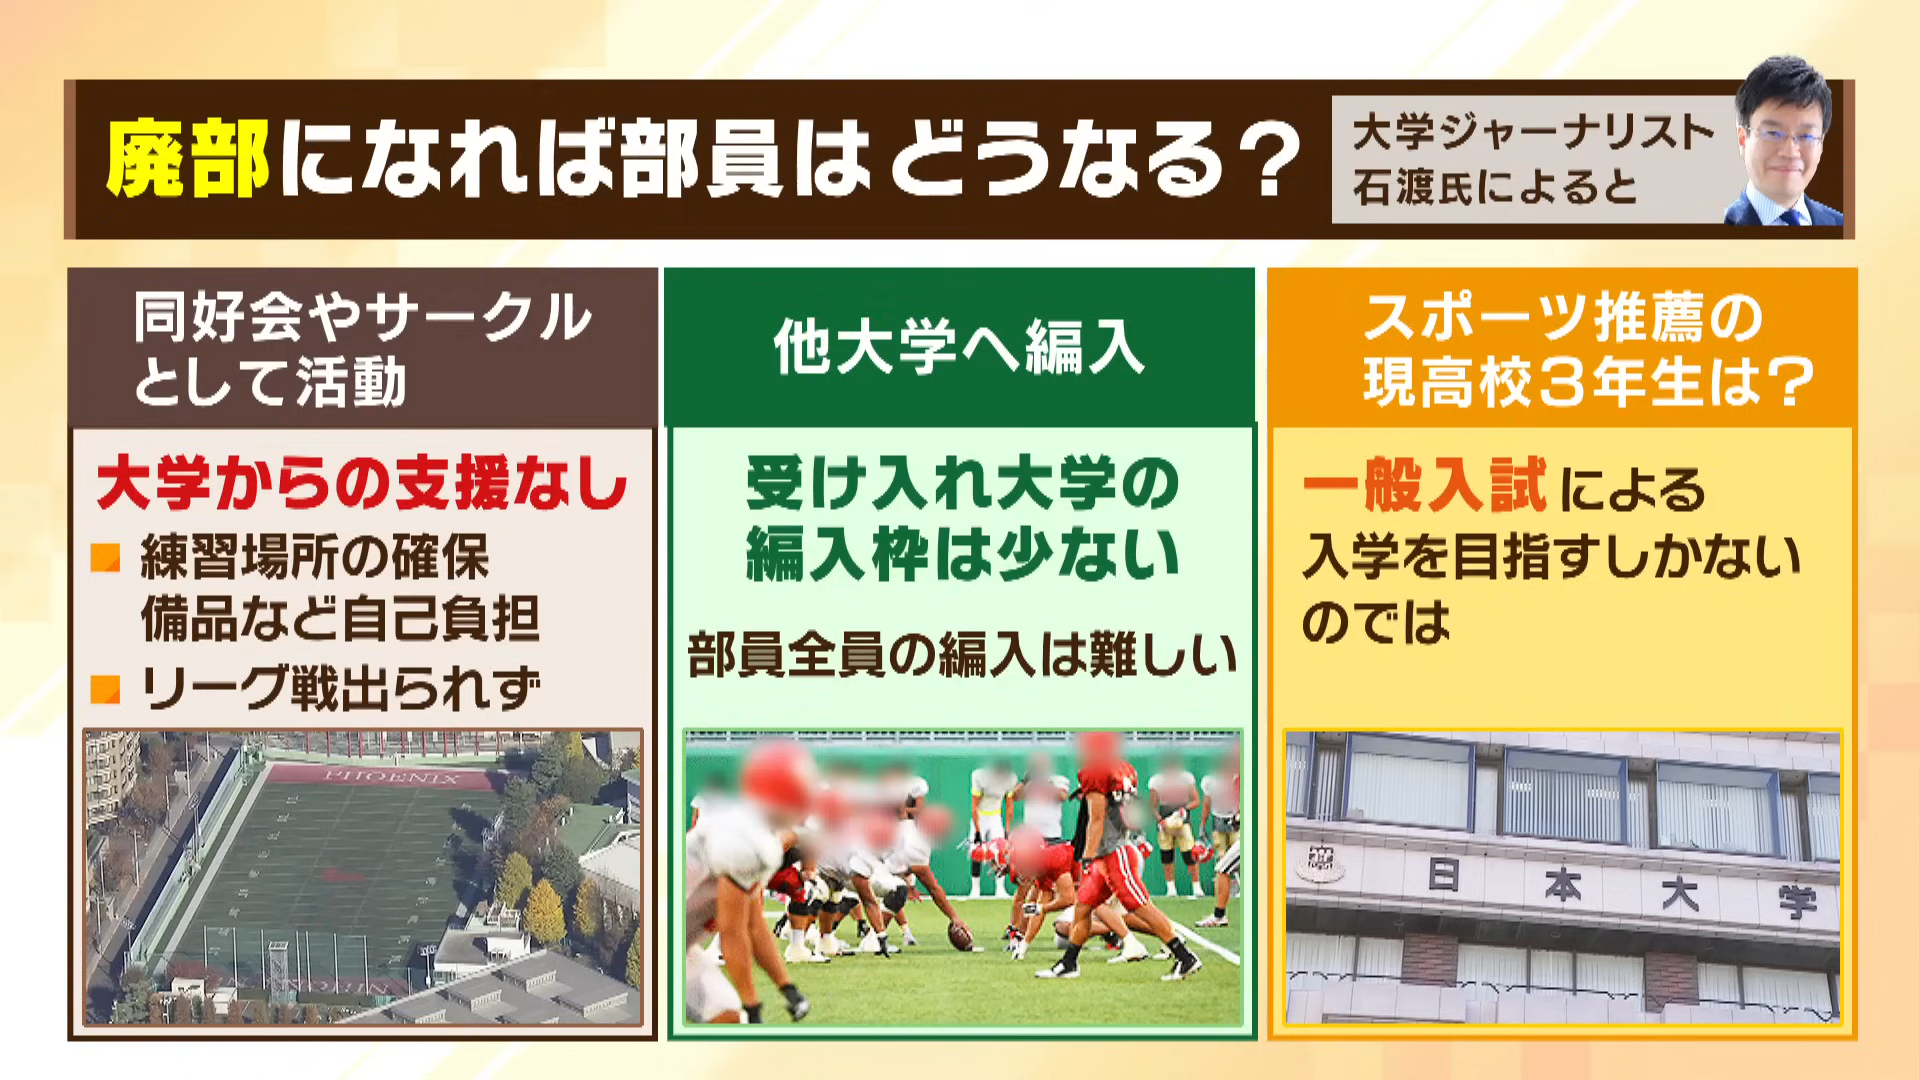 廃部になれば部員は どうなる？
大学ジャーナリスト
石渡氏によると
同好会やサークル
として活動
大学からの支援なし
練習場所の確保
備品など自己負担
リーグ戦出られず
PHOENIX
他大学へ編入
受け入れ大学の
編入枠は少ない
部員全員の編入は難しい
スポーツ推薦の
現高校３年生は？
一般入試による
入学を目指すしかない
のでは
日本大学